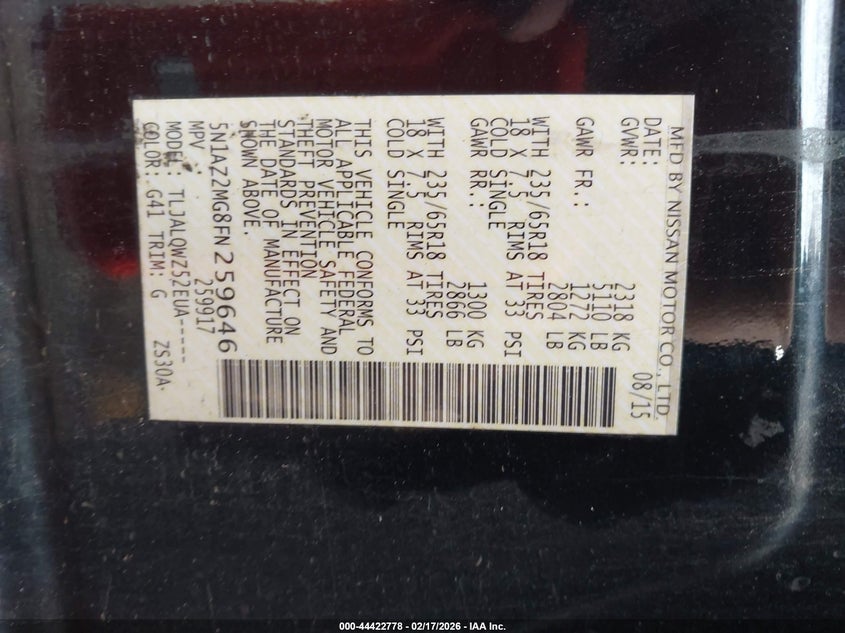 MFD BY NISSAN MOTOR CO., LTD.
DATE: 08/15
GVWR: 2318 KG
5110 LB
GAWR FR.: 1272 KG
2804 LB
WITH 235/65R18 TIRES
18 X 7.5 RIMS AT 33 PSI
COLD SINGLE
GAWR RR.: 1300 KG
2866 LB
WITH 235/65R18 TIRES
18 X 7.5 RIMS AT 33 PSI
COLD SINGLE
THIS VEHICLE CONFORMS TO
ALL APPLICABLE FEDERAL
MOTOR VEHICLE SAFETY AND
THEFT PREVENTION
STANDARDS IN EFFECT ON
THE DATE OF MANUFACTURE
SHOWN ABOVE.
5N1AZ2MG8FN259646
MPV 259917
MODEL: TLJALQWZ52EUA-----
COLOR: G41 TRIM: G ZS30A
000-44422778 - 02/17/2026 - IAA Inc.